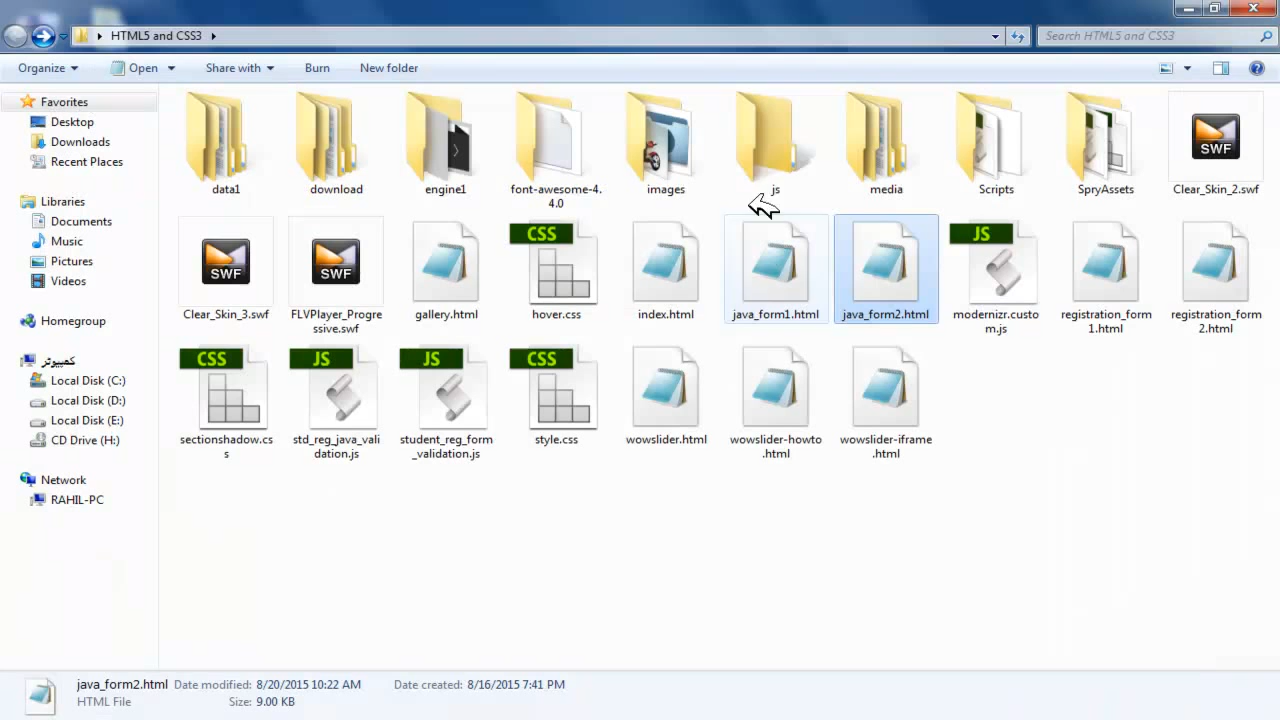 HTML5 and CSS3
Search HTML5 and CSS3
Organize Open Share with Burn New folder
Favorites
Desktop
Downloads
Recent Places
Libraries
Documents
Music
Pictures
Videos
Homegroup
كمبيوتر
Local Disk (C:)
Local Disk (D:)
Local Disk (E:)
CD Drive (H:)
Network
RAHIL-PC
data1
download
engine1
font-awesome-4.
4.0
images
js
media
Scripts
SpryAssets
SWF
Clear_Skin_2.swf
SWF
Clear_Skin_3.swf
SWF
FLVPlayer_Progre
ssive.swf
gallery.html
CSS
hover.css
index.html
java_form1.html
java_form2.html
JS
modernizr.custo
m.js
registration_form
1.html
registration_form
2.html
CSS
sectionshadow.cs
s
JS
std_reg_java_vali
dation.js
JS
student_reg_form
_validation.js
CSS
style.css
wowslider.html
wowslider-howto
.html
wowslider-iframe
.html
java_form2.html Date modified: 8/20/2015 10:22 AM Date created: 8/16/2015 7:41 PM
HTML File Size: 9.00 KB